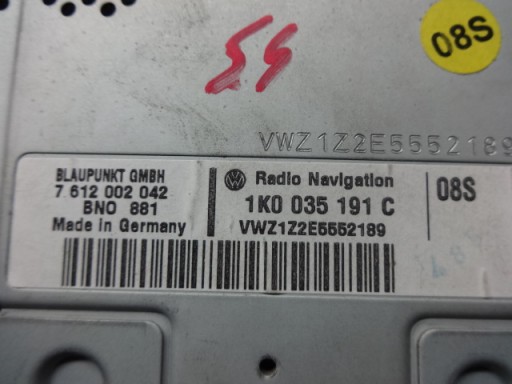 54
08S
VWZ1Z2E5552189
BLAUPUNKT GMBH
7 612 002 042
BNO 881
Made in Germany
Radio Navigation
1K0 035 191 C
VWZ1Z2E5552189
08S